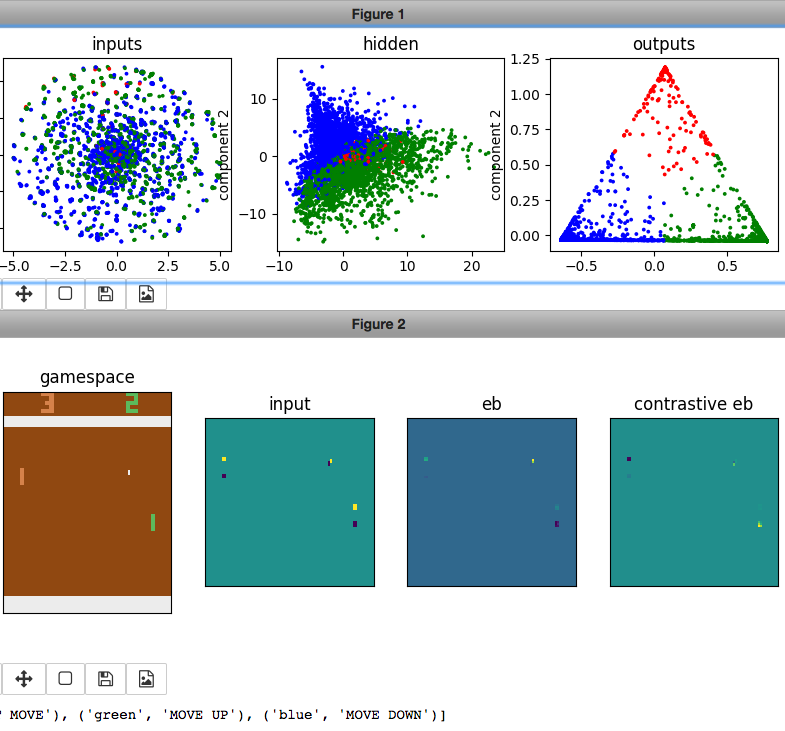 Figure 1
inputs
hidden
outputs
component 2
component 2
10
0
−10
1.25
1.00
0.75
0.50
0.25
0.00
−5.0 −2.5 0.0 2.5 5.0
−10 0 10 20
−0.5 0.0 0.5
Figure 2
gamespace
input
eb
contrastive eb
3 2
' MOVE'), ('green', 'MOVE UP'), ('blue', 'MOVE DOWN')]